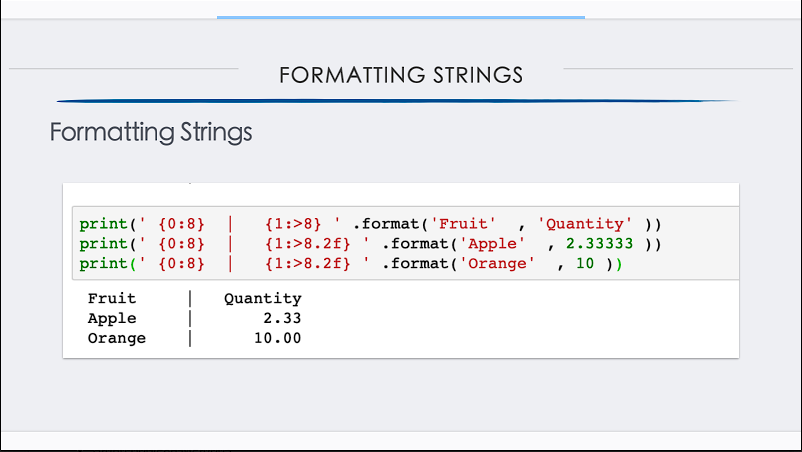 FORMATTING STRINGS
Formatting Strings
print(' {0:8}  |   {1:>8} ' .format('Fruit'  , 'Quantity' ))
print(' {0:8}  |   {1:>8.2f} ' .format('Apple'  , 2.33333 ))
print(' {0:8}  |   {1:>8.2f} ' .format('Orange'  , 10 ))
Fruit     |   Quantity
Apple     |       2.33
Orange    |      10.00